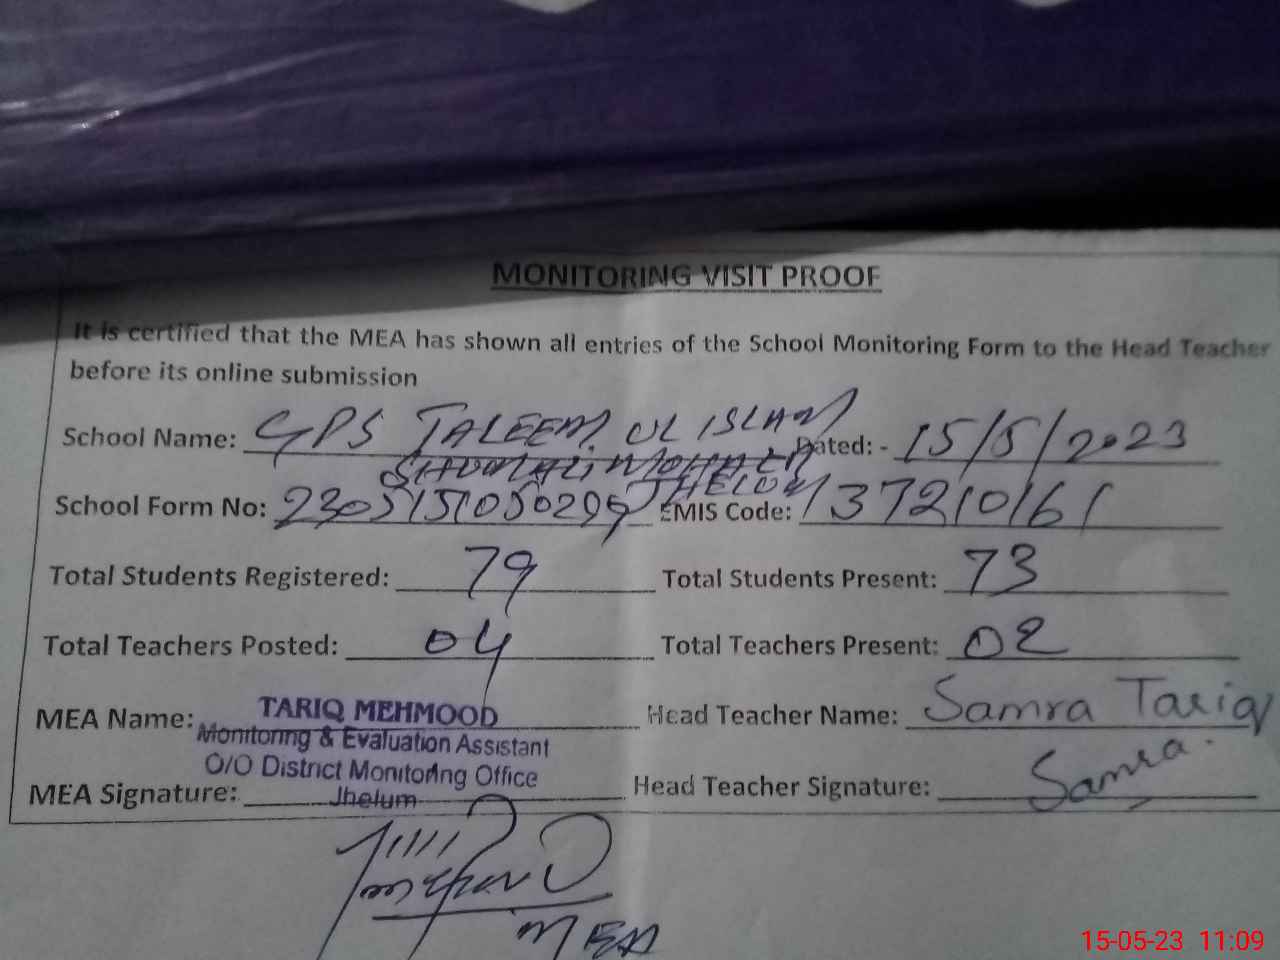 MONITORING VISIT PROOF
It is certified that the MEA has shown all entries of the School Monitoring Form to the Head Teacher
before its online submission
School Name: GPS TALEEM UL ISLAM Dated: - 15/5/2023
MOHALA
JHELUM
School Form No: EMIS Code: 37210161
Total Students Registered: 79 Total Students Present: 73
Total Teachers Posted: 04 Total Teachers Present: 02
MEA Name: TARIQ MEHMOOD Head Teacher Name: Samra Tariq
Monitoring & Evaluation Assistant
O/O District Monitoring Office
MEA Signature: Jhelum Head Teacher Signature: Samra.
MEA
15-05-23 11:09